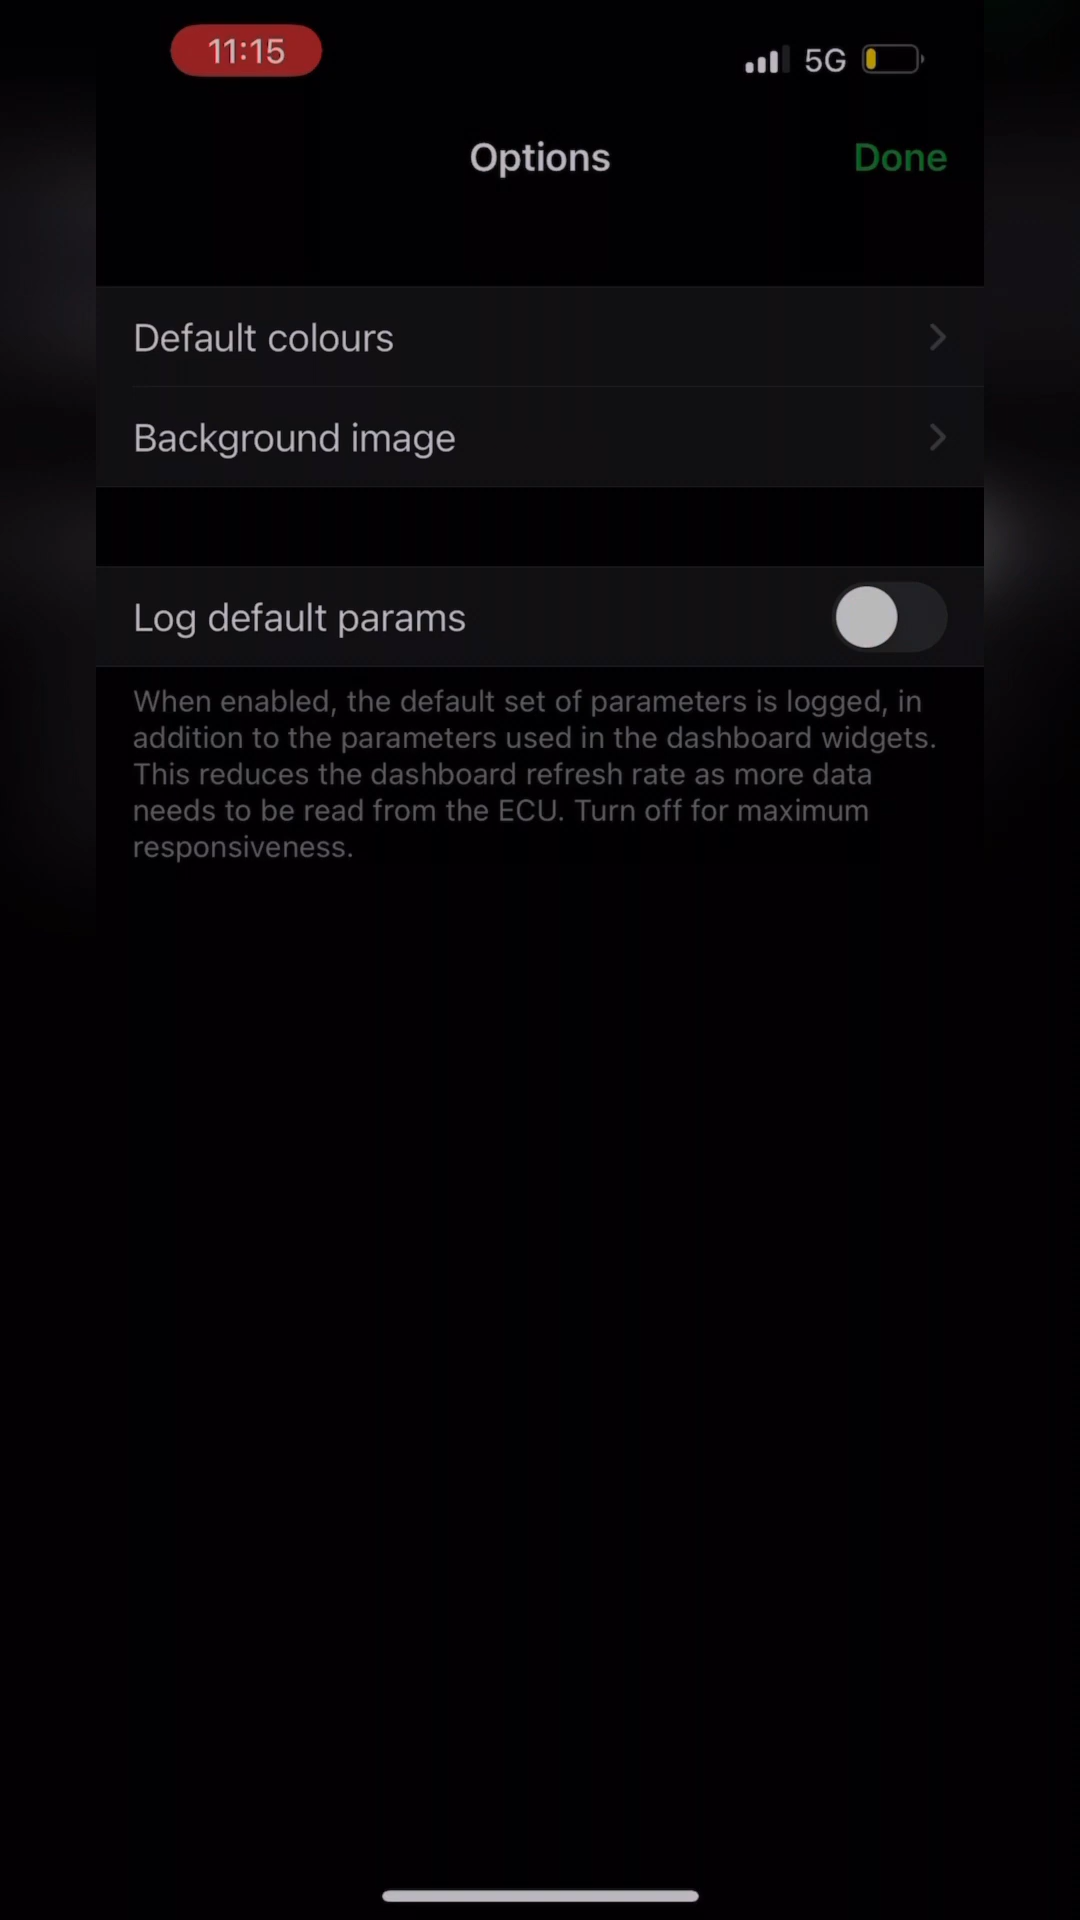 11:15
5G
Options
Done
Default colours
Background image
Log default params
When enabled, the default set of parameters is logged, in
addition to the parameters used in the dashboard widgets.
This reduces the dashboard refresh rate as more data
needs to be read from the ECU. Turn off for maximum
responsiveness.